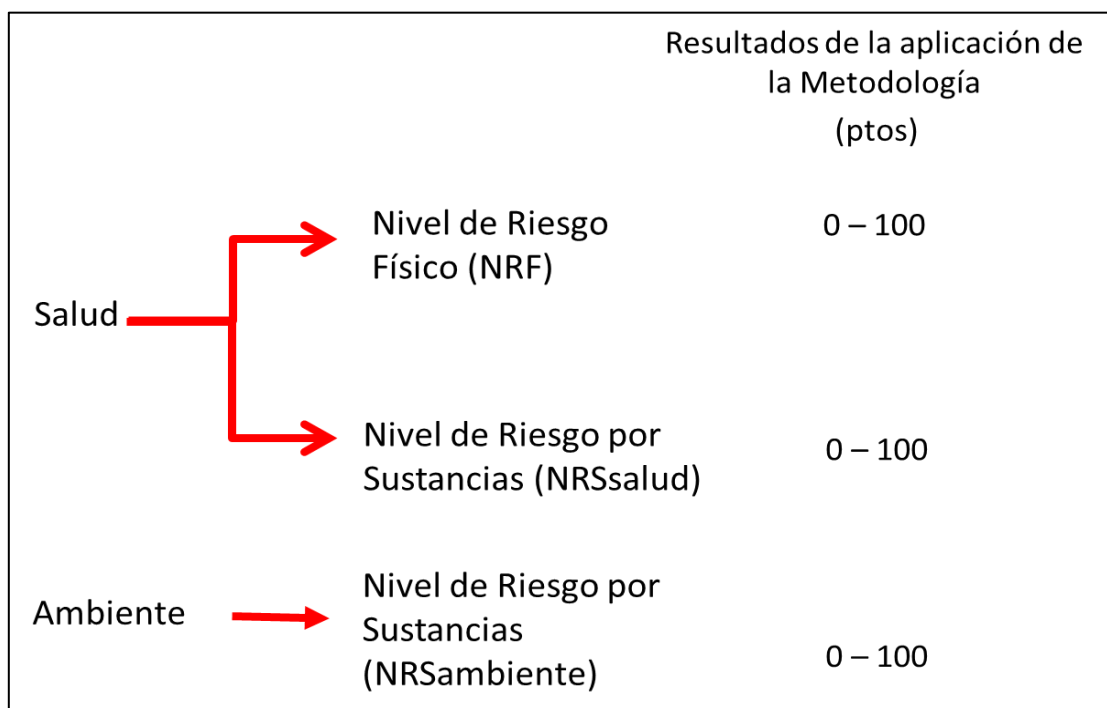 Resultados de la aplicación de
la Metodología
(ptos)
Nivel de Riesgo
Físico (NRF)
0 – 100
Salud
Nivel de Riesgo por
Sustancias (NRSsalud)
0 – 100
Ambiente
Nivel de Riesgo por
Sustancias
(NRSambiente)
0 – 100